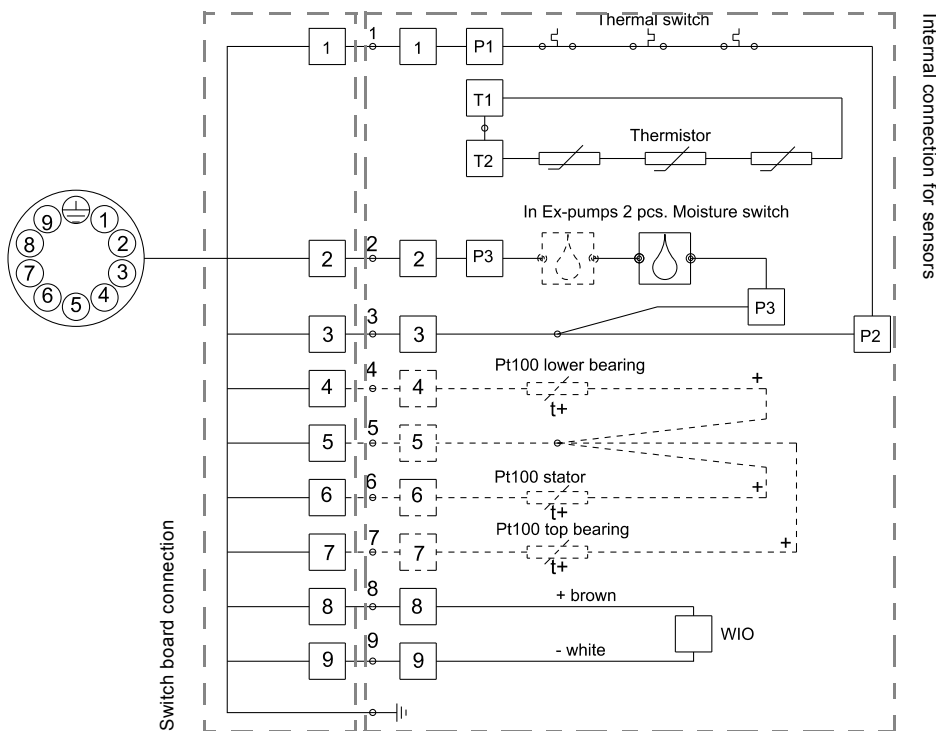 Thermal switch
1 1 1 P1
T1
Thermistor
T2
In Ex-pumps 2 pcs. Moisture switch
9 1
8 2
7 3
6 5 4
2 2 2 P3
P3
3 3 3 P2
Pt100 lower bearing
4 4 4 +
t+
5 5 5
Pt100 stator
6 6 6 +
t+
Pt100 top bearing
7 7 7 +
t+
+ brown
8 8 8
WIO
- white
9 9 9
Switch board connection
Internal connection for sensors